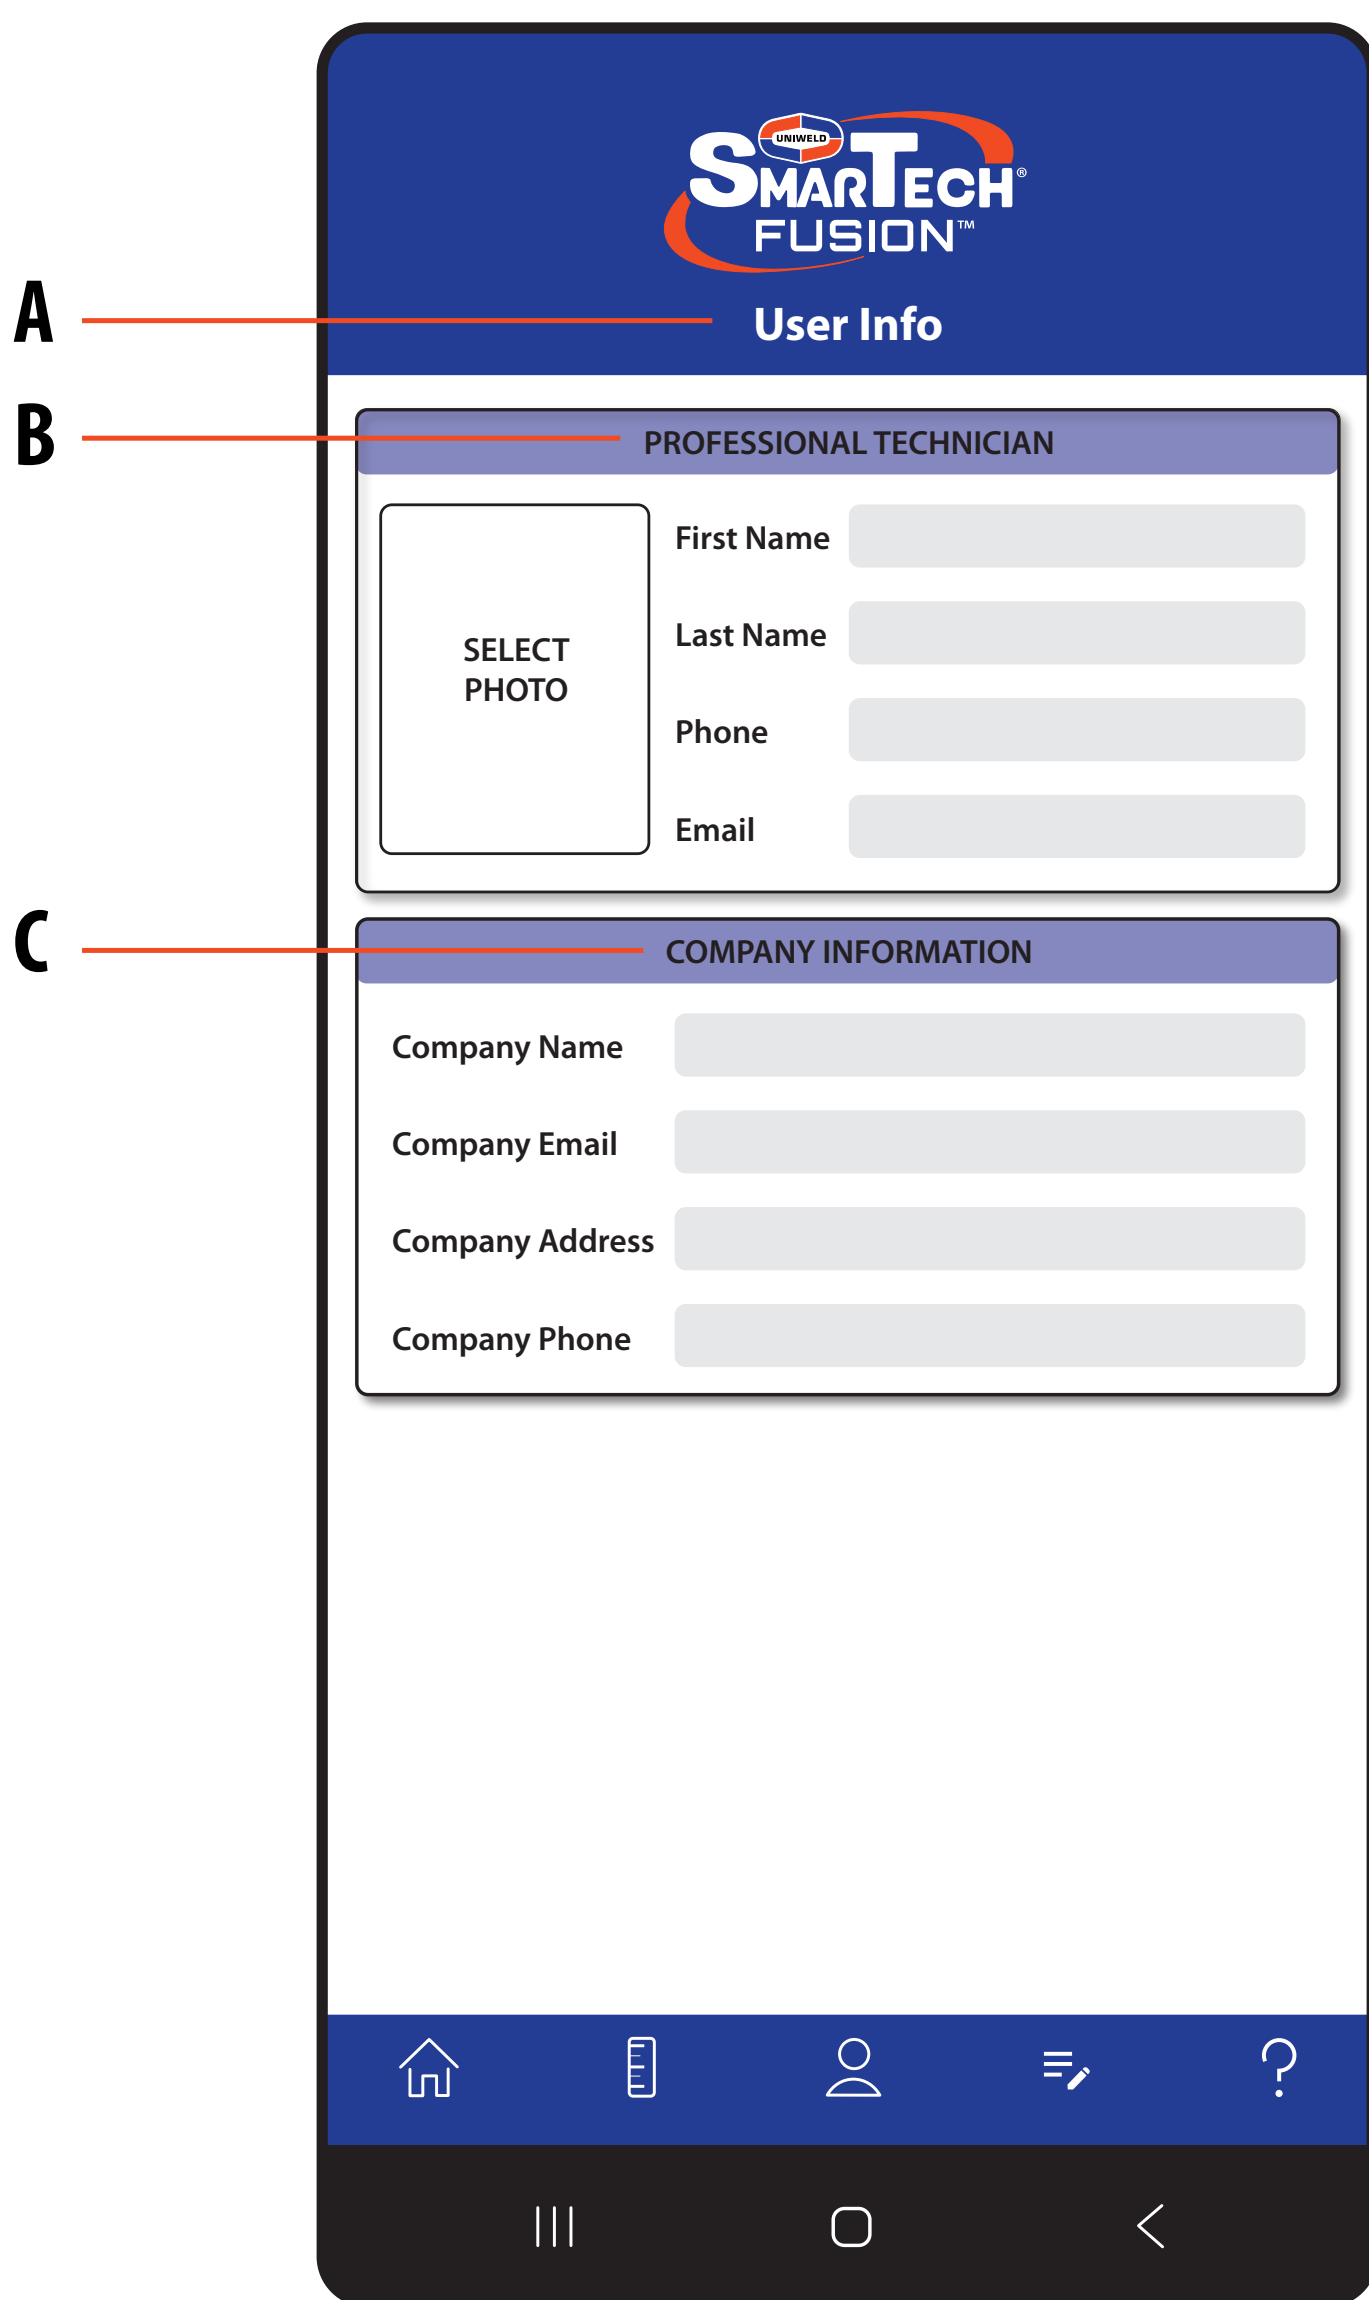 UNIWELD
SMARTECH®
FUSION™
A
User Info
B
PROFESSIONAL TECHNICIAN
SELECT
PHOTO
First Name
Last Name
Phone
Email
C
COMPANY INFORMATION
Company Name
Company Email
Company Address
Company Phone
?